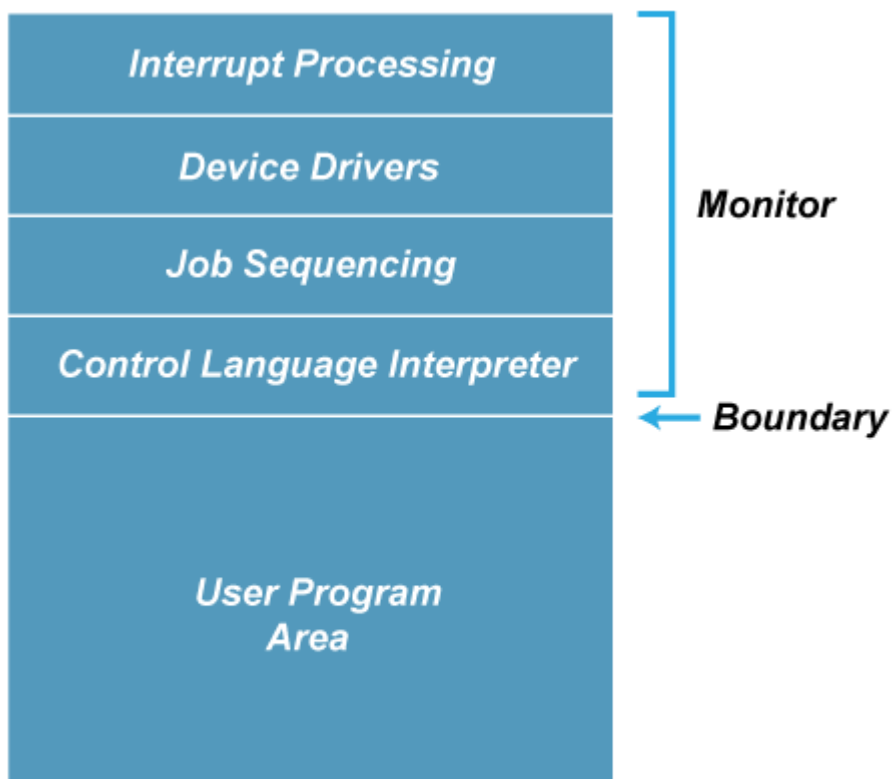 Interrupt Processing
Device Drivers
Monitor
Job Sequencing
Control Language Interpreter
Boundary
User Program
Area